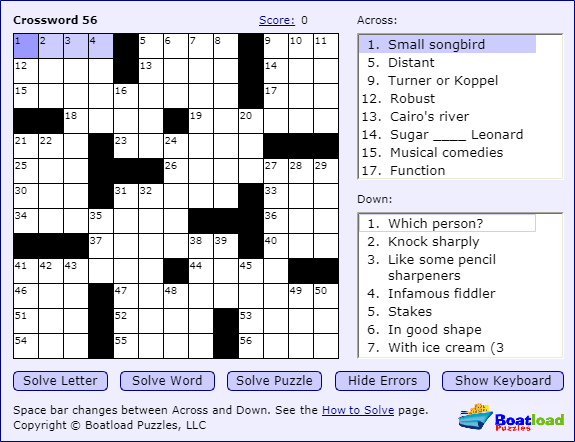 Crossword 56
Score: 0
1 2 3 4 5 6 7 8 9 10 11
12 13 14
15 16 17
18 19 20
21 22 23 24
25 26 27 28 29
30 31 32 33
34 35 36
37 38 39 40
41 42 43 44 45
46 47 48 49 50
51 52 53
54 55 56
Across:
1. Small songbird
5. Distant
9. Turner or Koppel
12. Robust
13. Cairo's river
14. Sugar ____ Leonard
15. Musical comedies
17. Function
Down:
1. Which person?
2. Knock sharply
3. Like some pencil
sharpeners
4. Infamous fiddler
5. Stakes
6. In good shape
7. With ice cream (3
Solve Letter
Solve Word
Solve Puzzle
Hide Errors
Show Keyboard
Space bar changes between Across and Down. See the How to Solve page.
Copyright © Boatload Puzzles, LLC
Boatload
Puzzles